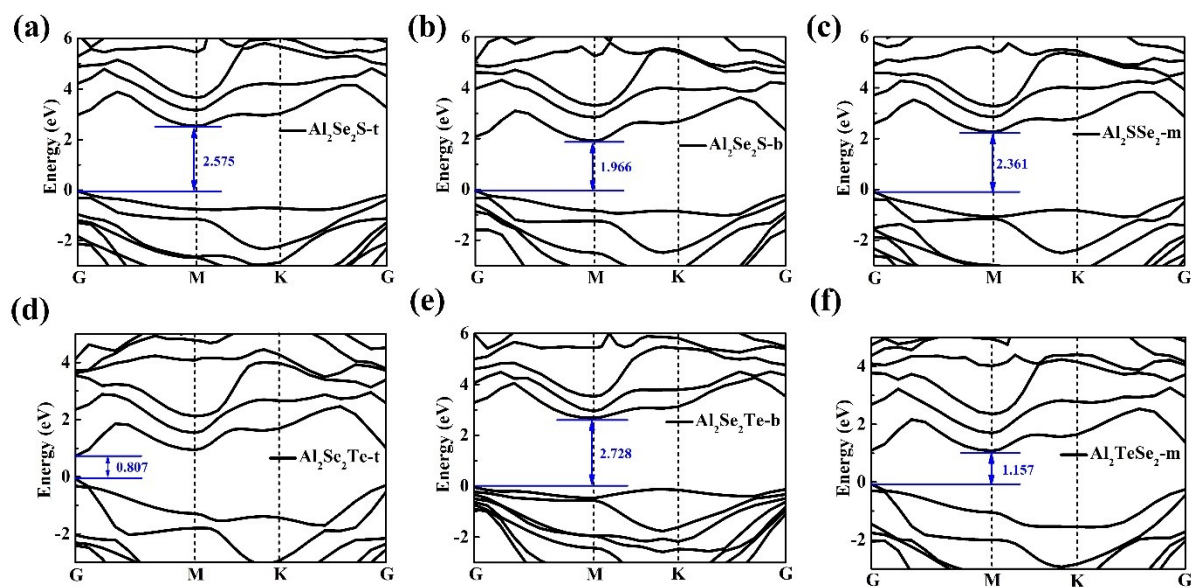 (a)
6
4
2
0
-2
Energy (eV)
2.575
Al₂Se₂S-t
G M K G
(b)
6
4
2
0
-2
Energy (eV)
1.966
Al₂Se₂S-b
G M K G
(c)
6
4
2
0
-2
Energy (eV)
2.361
Al₂SSe₂-m
G M K G
(d)
4
2
0
-2
Energy (eV)
0.807
Al₂Se₂Te-t
G M K G
(e)
6
4
2
0
-2
Energy (eV)
2.728
Al₂Se₂Te-b
G M K G
(f)
4
2
0
-2
Energy (eV)
1.157
Al₂TeSe₂-m
G M K G